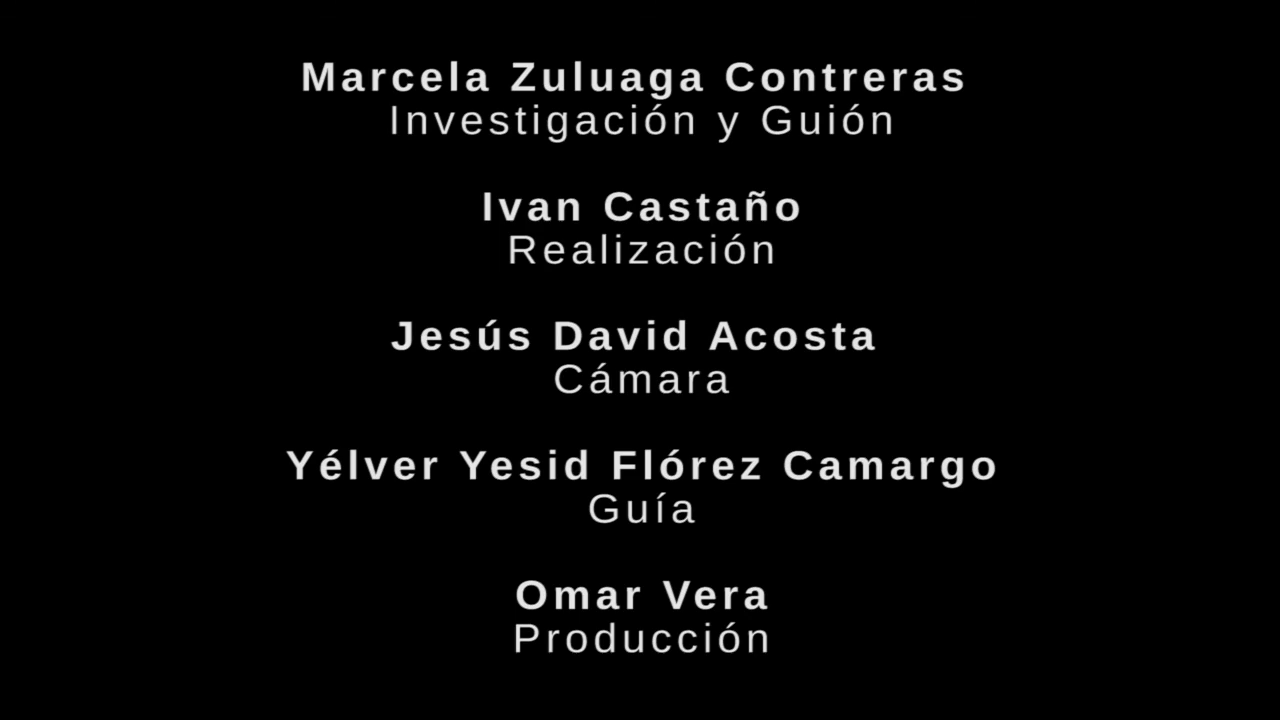 Marcela Zuluaga Contreras
Investigación y Guión
Ivan Castaño
Realización
Jesús David Acosta
Cámara
Yélver Yesid Flórez Camargo
Guía
Omar Vera
Producción